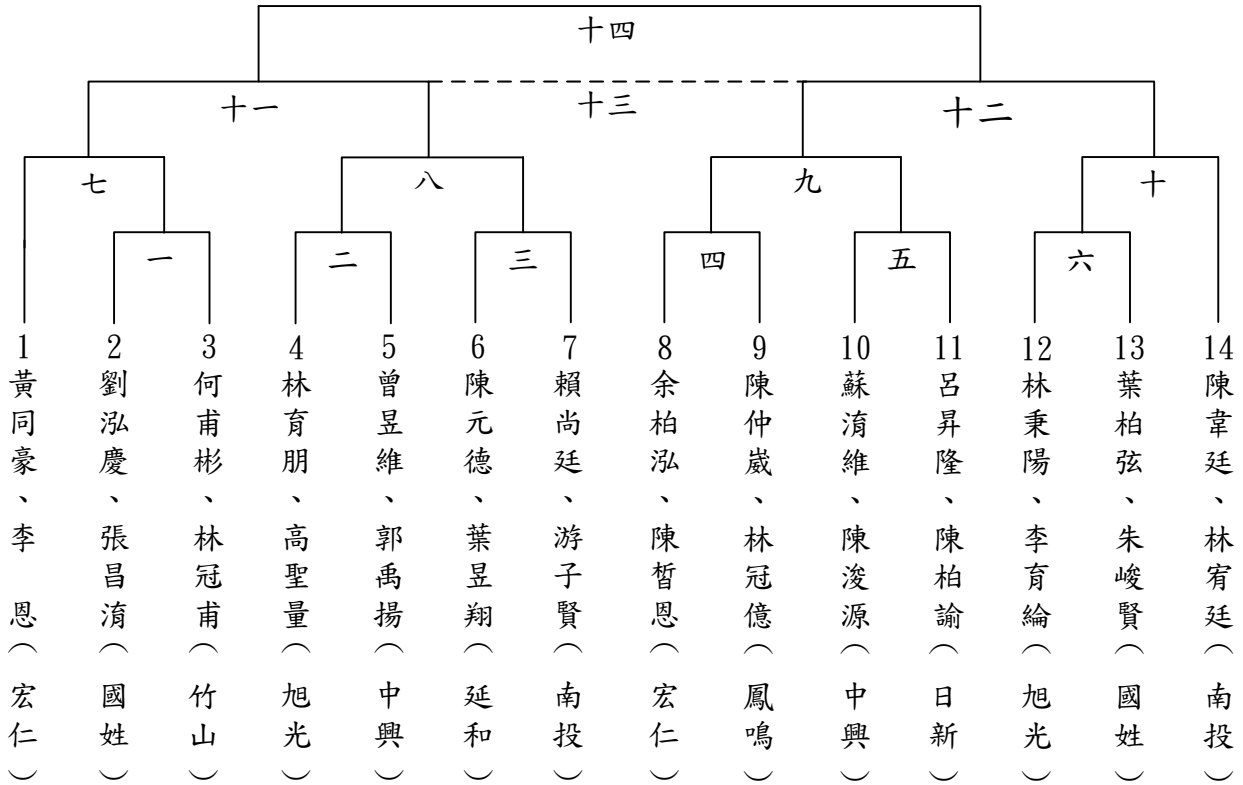 十四
十一
十三
十二
七
八
九
十
一
二
三
四
五
六
1 黃同豪、李 恩(宏仁)
2 劉泓慶、張昌淯(國姓)
3 何甫彬、林冠甫(竹山)
4 林育朋、高聖量(旭光)
5 曾昱維、郭禹揚(中興)
6 陳元德、葉昱翔(延和)
7 賴尚廷、游子賢(南投)
8 余柏泓、陳皙恩(宏仁)
9 陳仲崴、林冠億(鳳鳴)
10 蘇淯維、陳浚源(中興)
11 呂昇隆、陳柏諭(日新)
12 林秉陽、李育綸(旭光)
13 葉柏弦、朱峻賢(國姓)
14 陳韋廷、林宥廷(南投)